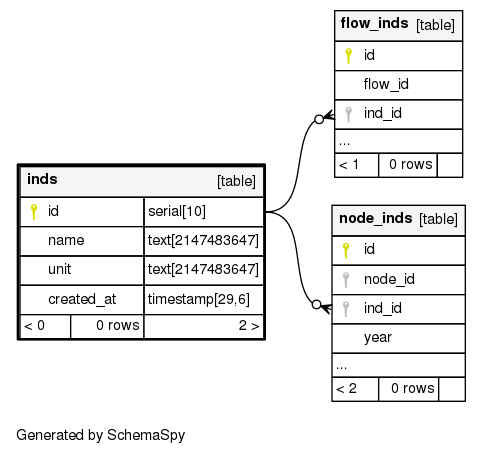 flow_inds [table]
id
flow_id
ind_id
...
< 1 0 rows
inds [table]
id serial[10]
name text[2147483647]
unit text[2147483647]
created_at timestamp[29,6]
< 0 0 rows 2 >
node_inds [table]
id
node_id
ind_id
year
...
< 2 0 rows
Generated by SchemaSpy